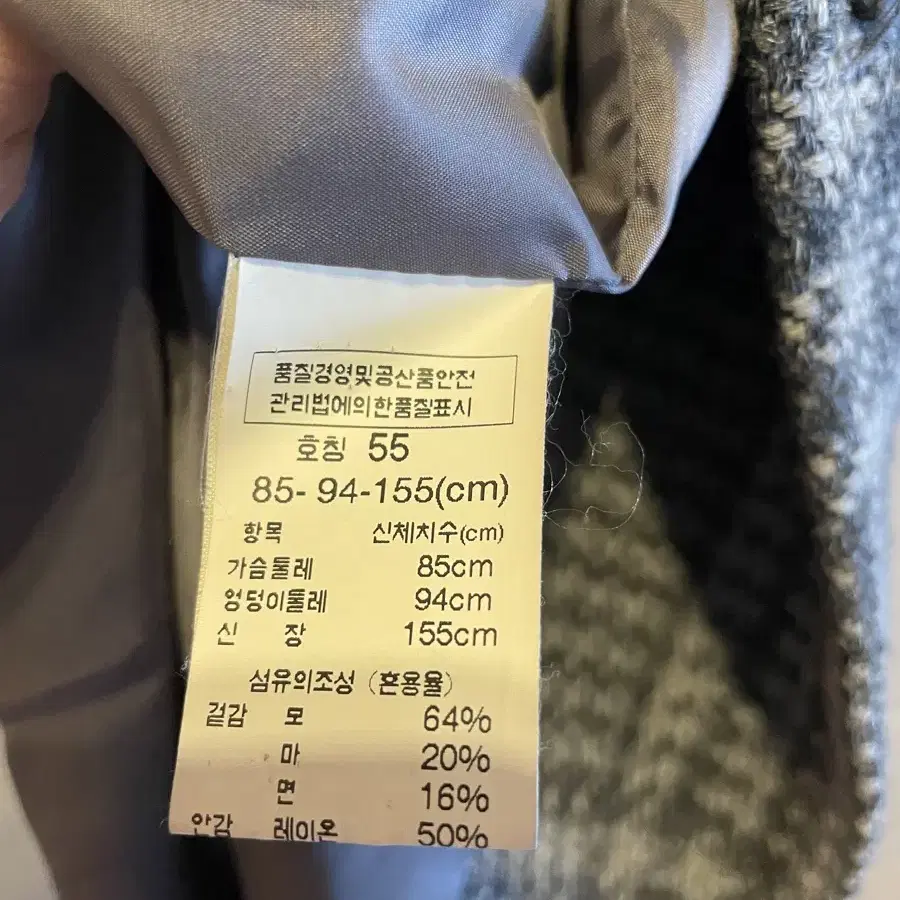 품질경영및공산품안전
관리법에의한품질표시
호칭 55
85- 94-155(cm)
항목 신체치수(cm)
가슴둘레 85cm
엉덩이둘레 94cm
신 장 155cm
섬유의조성 (혼용율)
겉감 모 64%
마 20%
면 16%
안감 레이온 50%